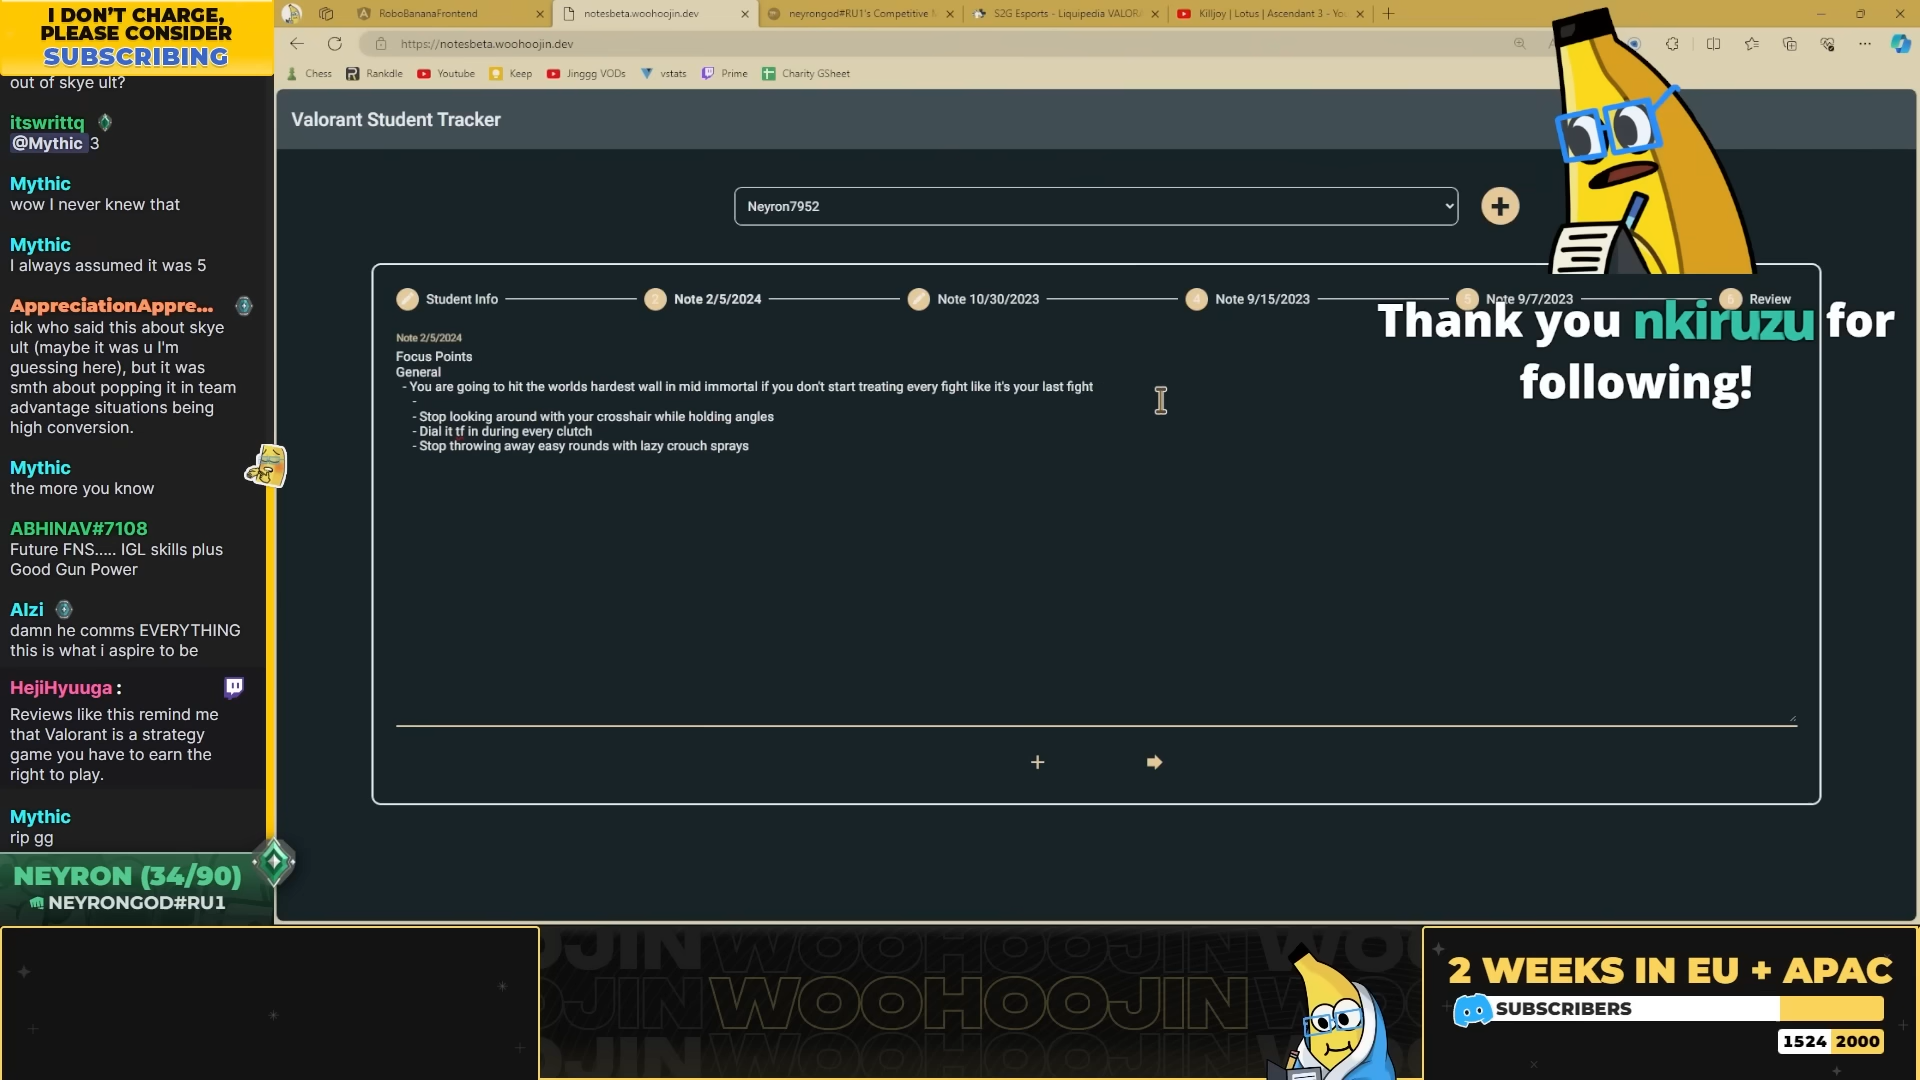 I DON'T CHARGE,
PLEASE CONSIDER
SUBSCRIBING
out of skye ult?
itswrittq
@Mythic 3
Mythic
wow I never knew that
Mythic
I always assumed it was 5
AppreciationAppre...
idk who said this about skye
ult (maybe it was u I'm
guessing here), but it was
smth about popping it in team
advantage situations being
high conversion.
Mythic
the more you know
ABHINAV#7108
Future FNS..... IGL skills plus
Good Gun Power
Alzi
damn he comms EVERYTHING
this is what i aspire to be
HejiHyuuga :
Reviews like this remind me
that Valorant is a strategy
game you have to earn the
right to play.
Mythic
rip gg
NEYRON (34/90)
NEYRONGOD#RU1
RoboBananaFrontend
notesbeta.woohoojin.dev
neyrongod#RU1's Competitive
S2G Esports - Liquipedia VALOR
Killjoy | Lotus | Ascendant 3 - Yo
https://notesbeta.woohoojin.dev
Chess
Rankdle
Youtube
Keep
Jinggg VODs
vstats
Prime
Charity GSheet
Valorant Student Tracker
Neyron7952
Student Info
2 Note 2/5/2024
Note 10/30/2023
4 Note 9/15/2023
5 Note 9/7/2023
6 Review
Note 2/5/2024
Focus Points
General
- You are going to hit the worlds hardest wall in mid immortal if you don't start treating every fight like it's your last fight
-
- Stop looking around with your crosshair while holding angles
- Dial it tf in during every clutch
- Stop throwing away easy rounds with lazy crouch sprays
Thank you nkiruzu for
following!
OJIN WOOHOOJIN WOO
WOOHOOJIN
2 WEEKS IN EU + APAC
SUBSCRIBERS
1524 2000